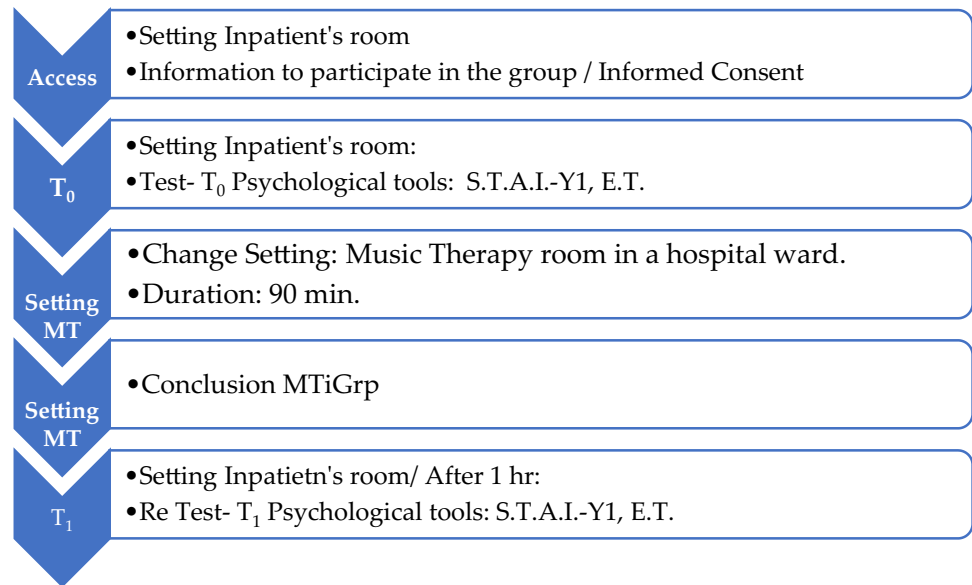 Access
•Setting Inpatient's room
•Information to participate in the group / Informed Consent
T₀
•Setting Inpatient's room:
•Test- T₀ Psychological tools: S.T.A.I.-Y1, E.T.
Setting
MT
•Change Setting: Music Therapy room in a hospital ward.
•Duration: 90 min.
Setting
MT
•Conclusion MTiGrp
T₁
•Setting Inpatietn's room/ After 1 hr:
•Re Test- T₁ Psychological tools: S.T.A.I.-Y1, E.T.